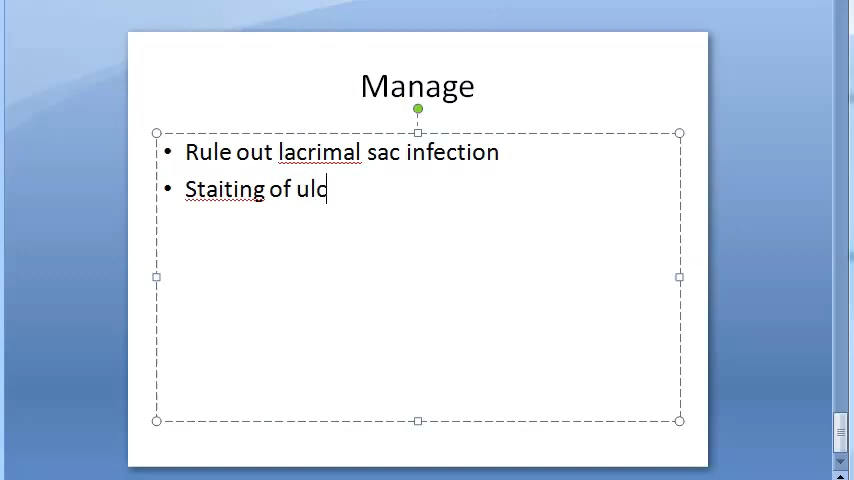 Manage
• Rule out lacrimal sac infection
• Staiting of ulc